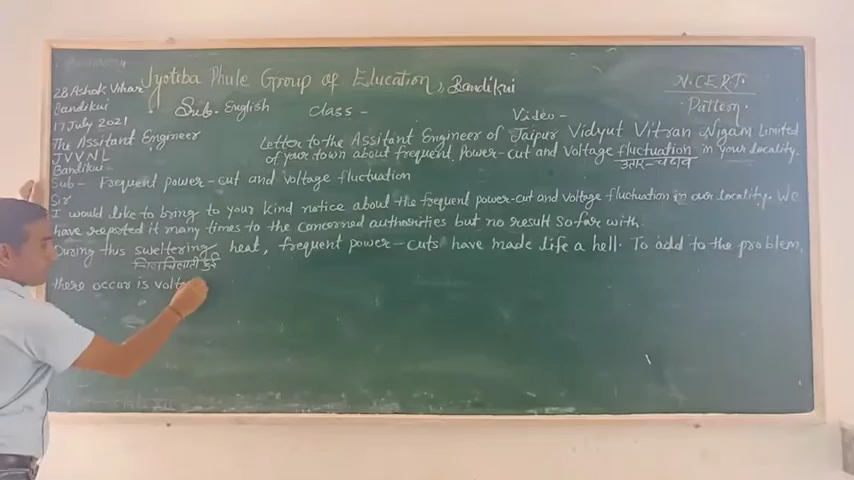 Jyotiba Phule Group of Education, Bandikui
N.C.E.R.T.
Pattern
Sub- English
Class -
Video -
28 Ashok Vihar
Bandikui
17 July 2021
The Assitant Engineer
J V V N L
Bandikui
Letter to the Assitant Engineer of Jaipur Vidyut Vitran Nigam Limited
of your town about frequent Power-cut and Voltage fluctuation in your locality.
उतार-चढ़ाव
Sub- Frequent power-cut and Voltage fluctuation
Sir
I would like to bring to your kind notice about the frequent power-cut and voltage fluctuation in our locality. We
have reported it many times to the concerned authorities but no result so far with.
During this sweltering heat, frequent power-cuts have made life a hell. To add to the problem,
there occur is volta